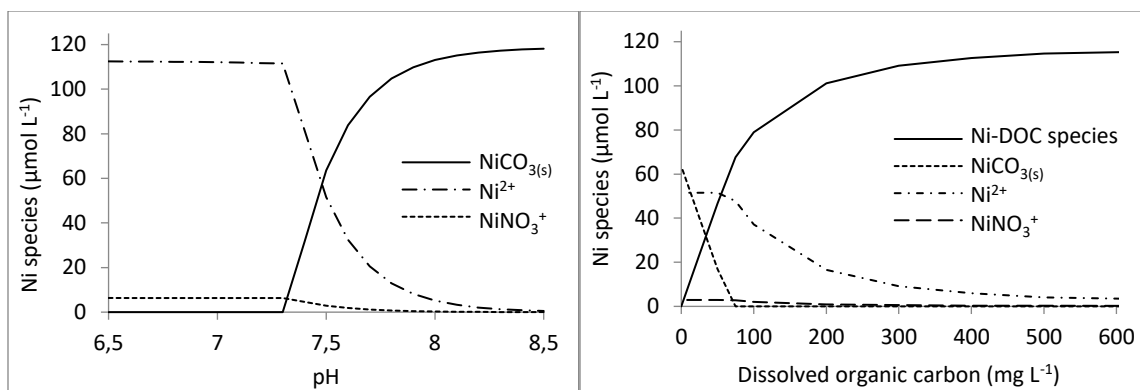 Ni species (µmol L⁻¹)
120
100
80
60
40
20
0
NiCO₃₍ₛ₎
Ni²⁺
NiNO₃⁺
6,5 7 7,5 8 8,5
pH
Ni species (µmol L⁻¹)
120
100
80
60
40
20
0
Ni-DOC species
NiCO₃₍ₛ₎
Ni²⁺
NiNO₃⁺
0 100 200 300 400 500 600
Dissolved organic carbon (mg L⁻¹)